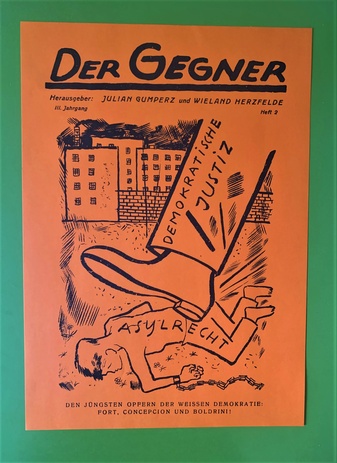 DER GEGNER
Herausgeber: JULIAN GUMPERZ und WIELAND HERZFELDE
III. Jahrgang Heft 2
DEMOKRATISCHE
JUSTIZ
ASYLRECHT
DEN JÜNGSTEN OPFERN DER WEISSEN DEMOKRATIE:
FORT, CONCEPCION UND BOLDRINI!